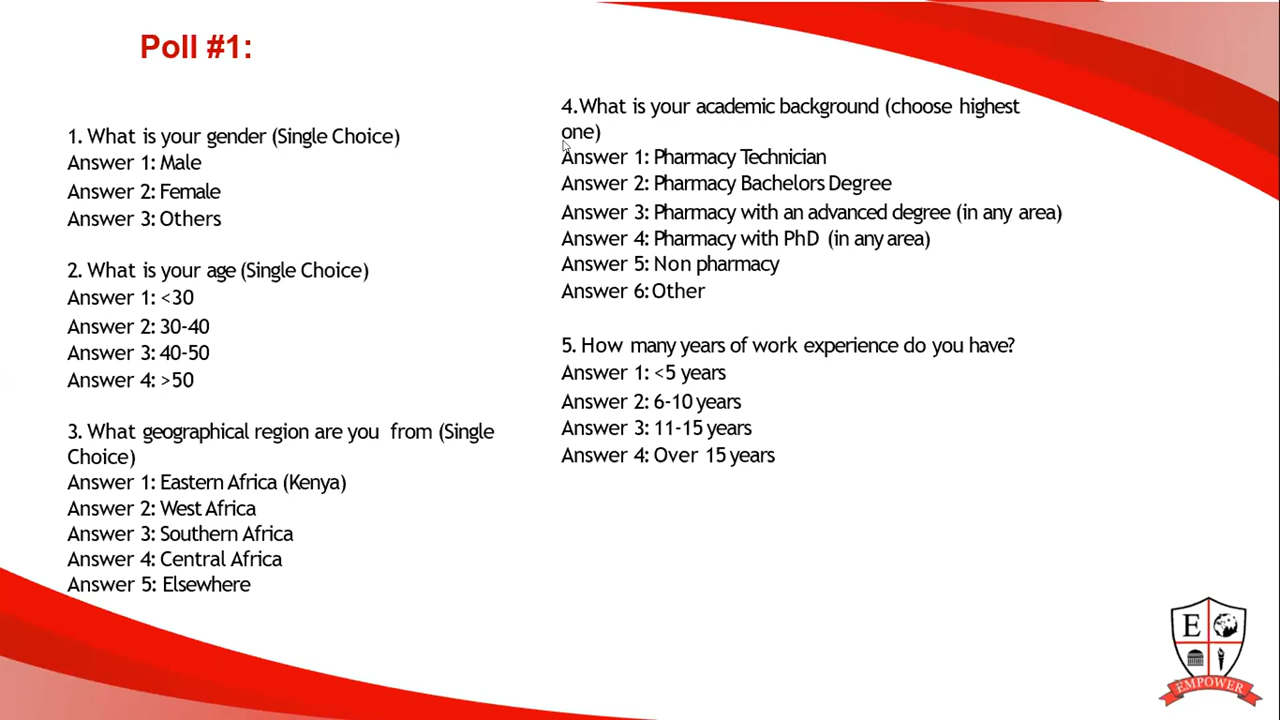 Poll #1:
1. What is your gender (Single Choice)
Answer 1: Male
Answer 2: Female
Answer 3: Others
2. What is your age (Single Choice)
Answer 1: <30
Answer 2: 30-40
Answer 3: 40-50
Answer 4: >50
3. What geographical region are you from (Single
Choice)
Answer 1: Eastern Africa (Kenya)
Answer 2: West Africa
Answer 3: Southern Africa
Answer 4: Central Africa
Answer 5: Elsewhere
4.What is your academic background (choose highest
one)
Answer 1: Pharmacy Technician
Answer 2: Pharmacy Bachelors Degree
Answer 3: Pharmacy with an advanced degree (in any area)
Answer 4: Pharmacy with PhD (in any area)
Answer 5: Non pharmacy
Answer 6: Other
5. How many years of work experience do you have?
Answer 1: <5 years
Answer 2: 6-10 years
Answer 3: 11-15 years
Answer 4: Over 15 years
E
EMPOWER